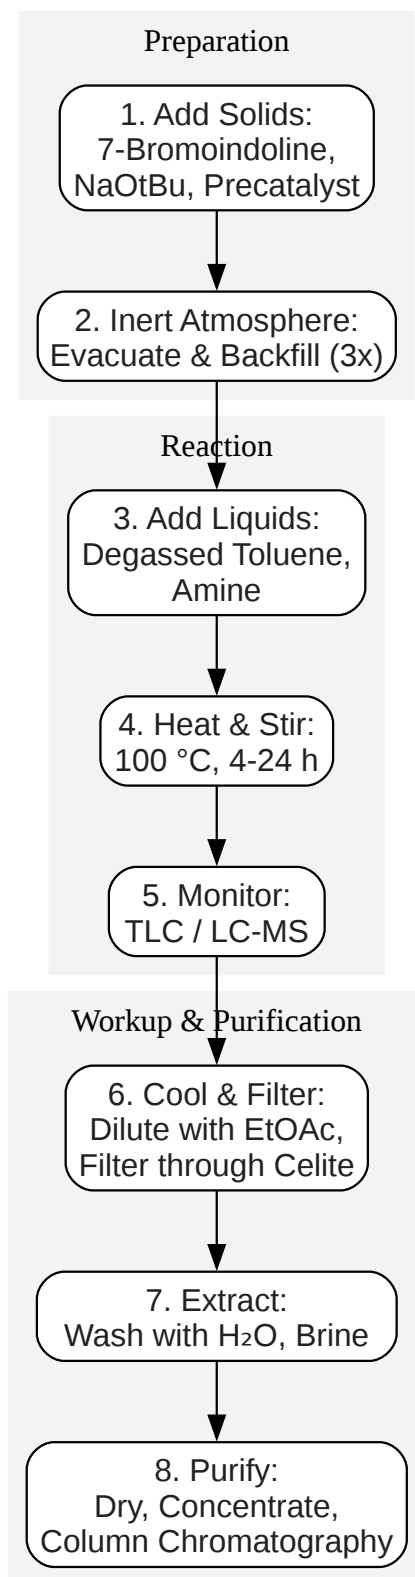 Preparation
1. Add Solids:
7-Bromoindoline,
NaOtBu, Precatalyst
2. Inert Atmosphere:
Evacuate & Backfill (3x)
Reaction
3. Add Liquids:
Degassed Toluene,
Amine
4. Heat & Stir:
100 °C, 4-24 h
5. Monitor:
TLC / LC-MS
Workup & Purification
6. Cool & Filter:
Dilute with EtOAc,
Filter through Celite
7. Extract:
Wash with H₂O, Brine
8. Purify:
Dry, Concentrate,
Column Chromatography